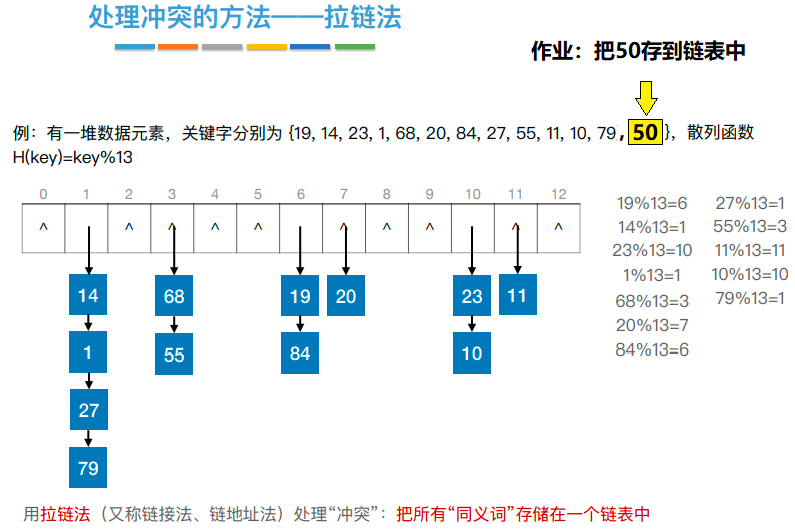 处理冲突的方法——拉链法
作业：把50存到链表中
例：有一堆数据元素，关键字分别为 {19, 14, 23, 1, 68, 20, 84, 27, 55, 11, 10, 79, 50}，散列函数
H(key)=key%13
0 1 2 3 4 5 6 7 8 9 10 11 12
^ ^ ^ ^ ^ ^ ^ ^ ^ ^
14 68 19 20 23 11
1 55 84 10
27
79
19%13=6 27%13=1
14%13=1 55%13=3
23%13=10 11%13=11
1%13=1 10%13=10
68%13=3 79%13=1
20%13=7
84%13=6
用拉链法（又称链接法、链地址法）处理“冲突”：把所有“同义词”存储在一个链表中